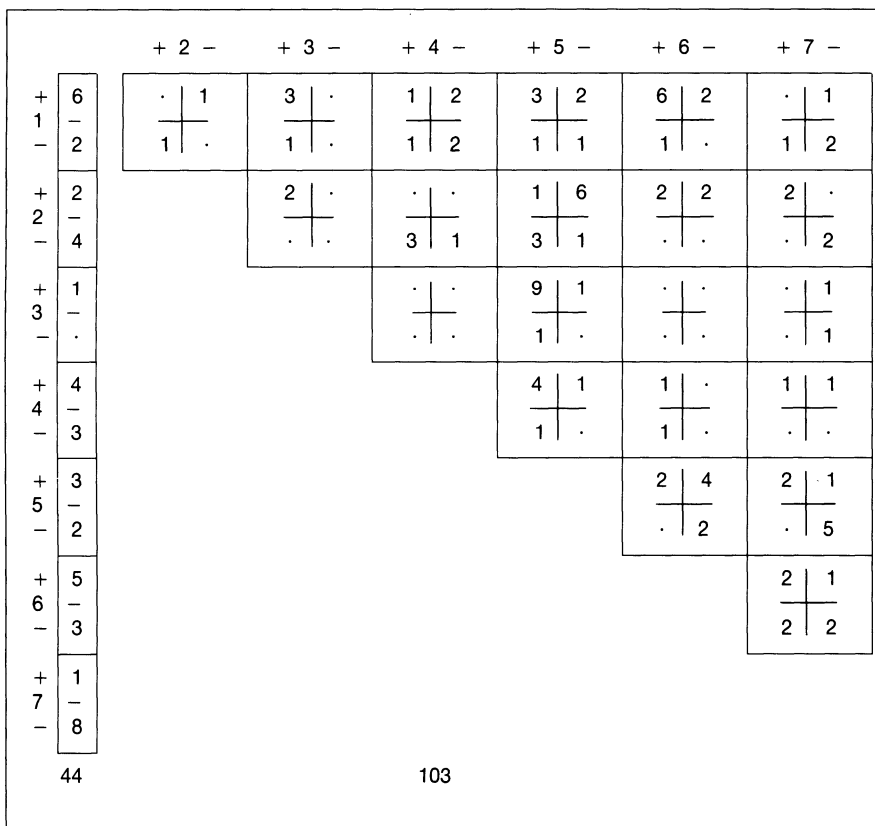 + 2 - + 3 - + 4 - + 5 - + 6 - + 7 -
+ 6 · 1 3 · 1 2 3 2 6 2 · 1
1 –
− 2 1 · 1 · 1 2 1 1 1 · 1 2
+ 2 2 · · · 1 6 2 2 2 ·
2 –
− 4 · · 3 1 3 1 · · · 2
+ 1 · · 9 1 · · · 1
3 –
− · · · 1 · · · · 1
+ 4 4 1 1 · 1 1
4 –
− 3 1 · 1 · · ·
+ 3 2 4 2 1
5 –
− 2 · 2 · 5
+ 5 2 1
6 –
− 3 2 2
+ 1
7 –
− 8
44 103